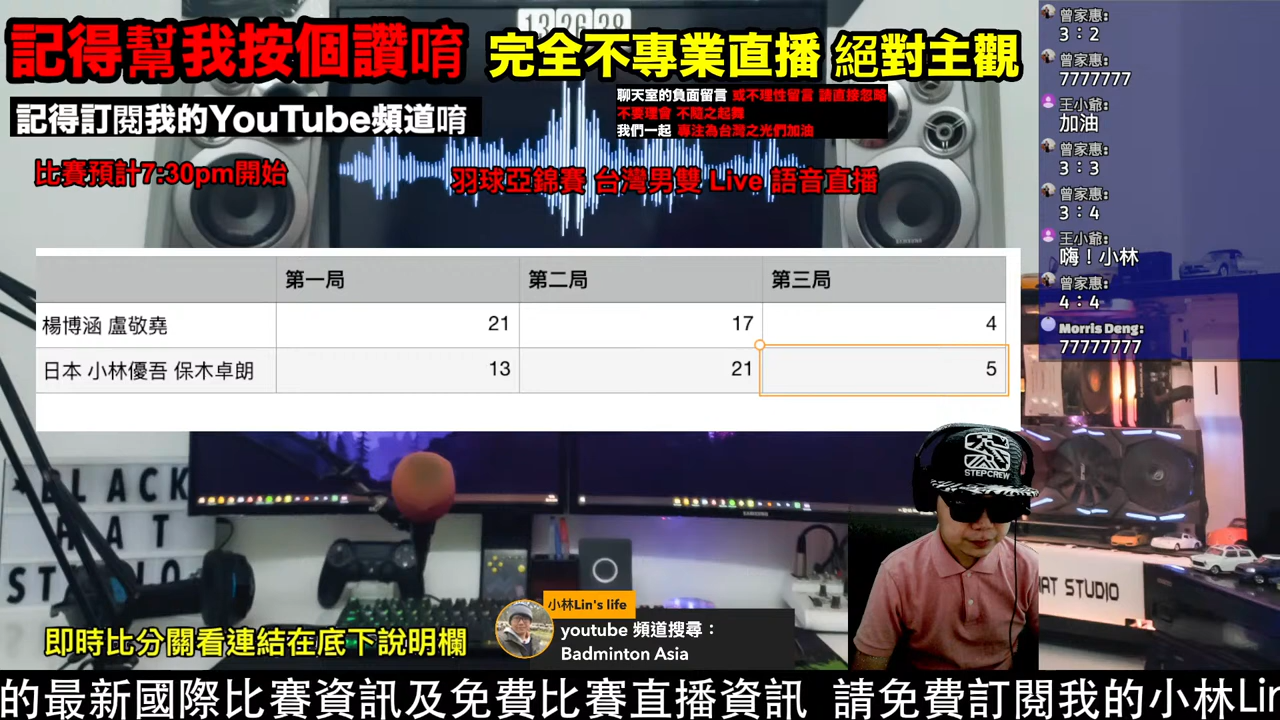 13 26 28
記得幫我按個讚唷
完全不專業直播 絕對主觀
記得訂閱我的YouTube頻道唷
聊天室的負面留言 或不理性留言 請直接忽略
不要理會 不隨之起舞
我們一起 專注為台灣之光們加油
比賽預計7:30pm開始
羽球亞錦賽 台灣男雙 Live 語音直播
第一局 第二局 第三局
楊博涵 盧敬堯 21 17 4
日本 小林優吾 保木卓朗 13 21 5
曾家惠:
3：2
曾家惠:
7777777
王小爺:
加油
曾家惠:
3：3
曾家惠:
3：4
王小爺:
嗨！小林
曾家惠:
4：4
Morris Deng:
77777777
STEPCREW
BLACK
HAT
STUDIO
SAMSUNG
HAT STUDIO
小林Lin's life
youtube 頻道搜尋：
Badminton Asia
即時比分關看連結在底下說明欄
的最新國際比賽資訊及免費比賽直播資訊 請免費訂閱我的小林Lin